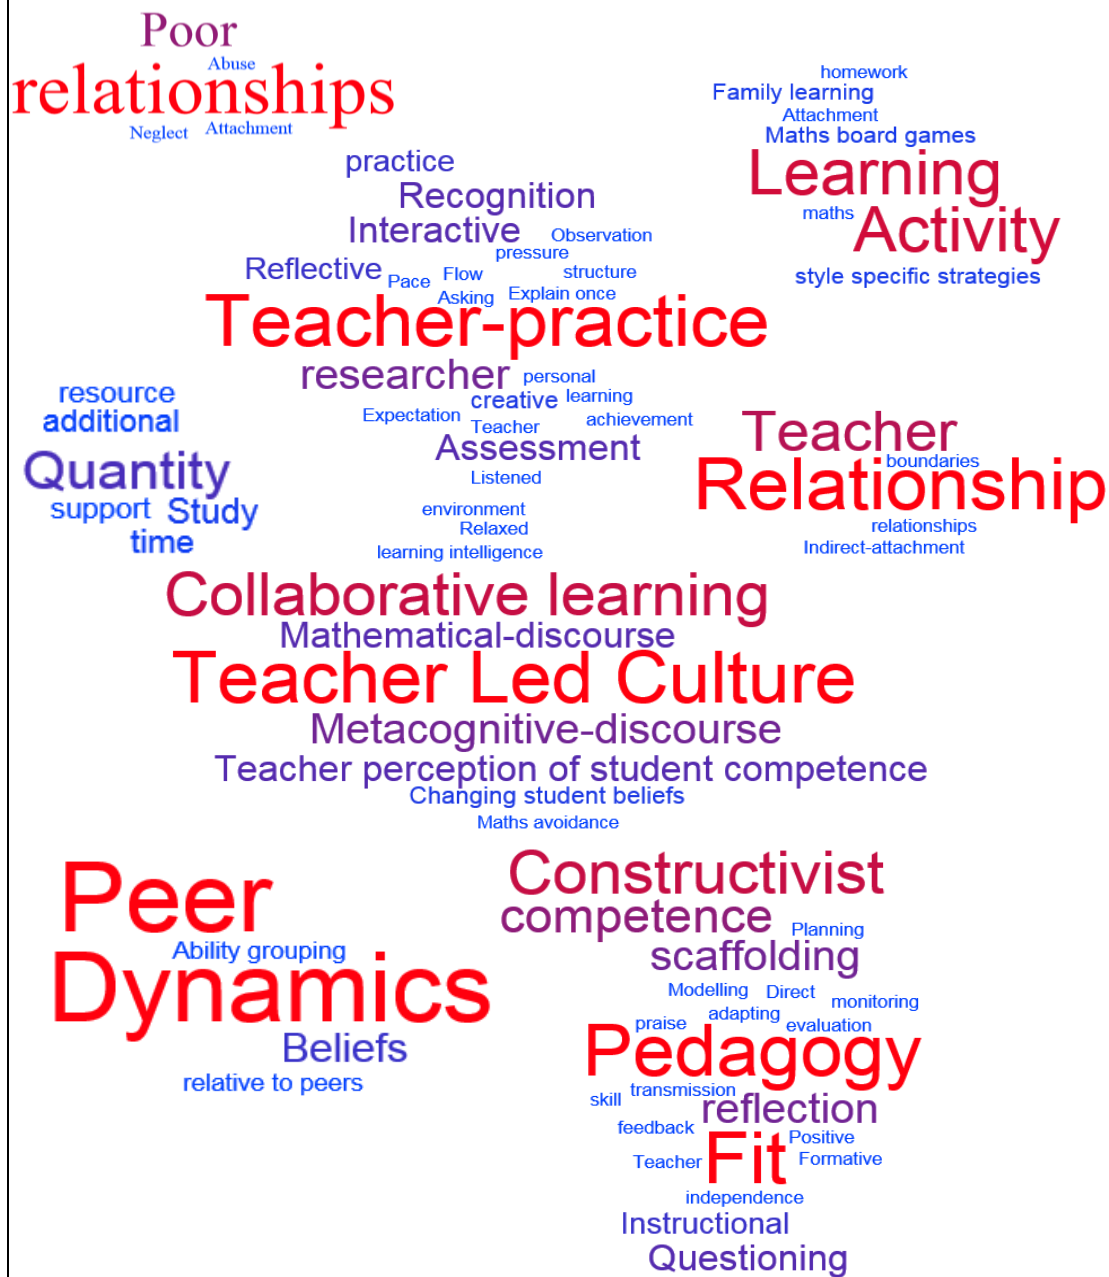 Poor
Abuse
relationships
Neglect Attachment
homework
Family learning
Attachment
Maths board games
Learning
maths
Activity
style specific strategies
practice
Recognition
Interactive Observation
pressure
Reflective Pace Flow structure
Asking Explain once
Teacher-practice
researcher personal
creative learning
Expectation Teacher achievement
Assessment
Listened
environment
Relaxed
learning intelligence
resource
additional
Quantity
support Study
time
Teacher
boundaries
Relationship
relationships
Indirect-attachment
Collaborative learning
Mathematical-discourse
Teacher Led Culture
Metacognitive-discourse
Teacher perception of student competence
Changing student beliefs
Maths avoidance
Peer
Ability grouping
Dynamics
Beliefs
relative to peers
Constructivist
competence Planning
scaffolding
Modelling Direct monitoring
praise adapting evaluation
Pedagogy
skill transmission
reflection
feedback
Fit Positive
Teacher Formative
independence
Instructional
Questioning